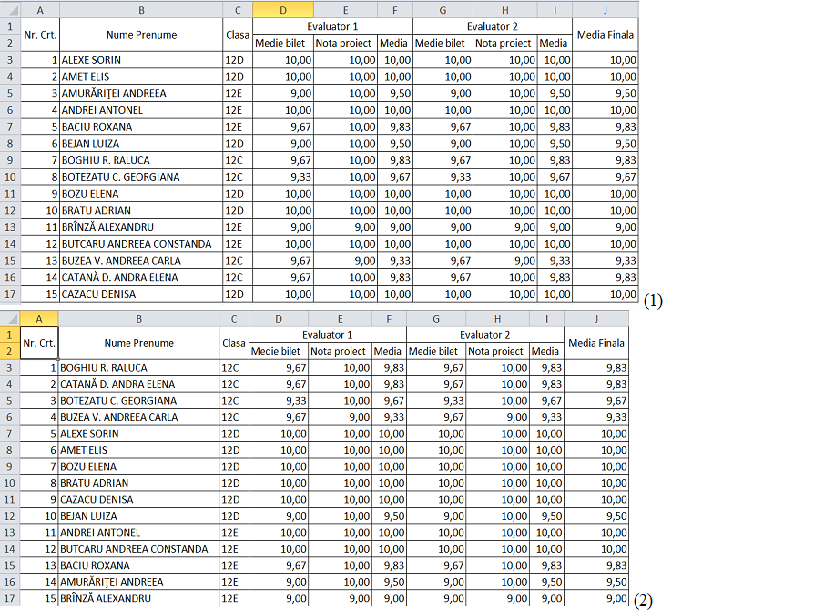 A B C D E F G H I J
1 Nr. Crt. Nume Prenume Clasa Evaluator 1 Evaluator 2 Media Finala
2 Medie bilet Nota proiect Media Medie bilet Nota proiect Media
3 1 ALEXE SORIN 12D 10,00 10,00 10,00 10,00 10,00 10,00 10,00
4 2 AMET ELIS 12D 10,00 10,00 10,00 10,00 10,00 10,00 10,00
5 3 AMURĂRIȚEI ANDREEA 12E 9,00 10,00 9,50 9,00 10,00 9,50 9,50
6 4 ANDREI ANTONEL 12E 10,00 10,00 10,00 10,00 10,00 10,00 10,00
7 5 BACIU ROXANA 12E 9,67 10,00 9,83 9,67 10,00 9,83 9,83
8 6 BEJAN LUIZA 12D 9,00 10,00 9,50 9,00 10,00 9,50 9,50
9 7 BOGHIU R. RALUCA 12C 9,67 10,00 9,83 9,67 10,00 9,83 9,83
10 8 BOTEZATU C. GEORGIANA 12C 9,33 10,00 9,67 9,33 10,00 9,67 9,67
11 9 BOZU ELENA 12D 10,00 10,00 10,00 10,00 10,00 10,00 10,00
12 10 BRATU ADRIAN 12D 10,00 10,00 10,00 10,00 10,00 10,00 10,00
13 11 BRÎNZĂ ALEXANDRU 12E 9,00 9,00 9,00 9,00 9,00 9,00 9,00
14 12 BUTCARU ANDREEA CONSTANDA 12E 10,00 10,00 10,00 10,00 10,00 10,00 10,00
15 13 BUZEA V. ANDREEA CARLA 12C 9,67 9,00 9,33 9,67 9,00 9,33 9,33
16 14 CATANĂ D. ANDRA ELENA 12C 9,67 10,00 9,83 9,67 10,00 9,83 9,83
17 15 CAZACU DENISA 12D 10,00 10,00 10,00 10,00 10,00 10,00 10,00
(1)
A B C D E F G H I J
1 Nr. Crt. Nume Prenume Clasa Evaluator 1 Evaluator 2 Media Finala
2 Medie bilet Nota proiect Media Medie bilet Nota proiect Media
3 1 BOGHIU R. RALUCA 12C 9,67 10,00 9,83 9,67 10,00 9,83 9,83
4 2 CATANĂ D. ANDRA ELENA 12C 9,67 10,00 9,83 9,67 10,00 9,83 9,83
5 3 BOTEZATU C. GEORGIANA 12C 9,33 10,00 9,67 9,33 10,00 9,67 9,67
6 4 BUZEA V. ANDREEA CARLA 12C 9,67 9,00 9,33 9,67 9,00 9,33 9,33
7 5 ALEXE SORIN 12D 10,00 10,00 10,00 10,00 10,00 10,00 10,00
8 6 AMET ELIS 12D 10,00 10,00 10,00 10,00 10,00 10,00 10,00
9 7 BOZU ELENA 12D 10,00 10,00 10,00 10,00 10,00 10,00 10,00
10 8 BRATU ADRIAN 12D 10,00 10,00 10,00 10,00 10,00 10,00 10,00
11 9 CAZACU DENISA 12D 10,00 10,00 10,00 10,00 10,00 10,00 10,00
12 10 BEJAN LUIZA 12D 9,00 10,00 9,50 9,00 10,00 9,50 9,50
13 11 ANDREI ANTONEL 12E 10,00 10,00 10,00 10,00 10,00 10,00 10,00
14 12 BUTCARU ANDREEA CONSTANDA 12E 10,00 10,00 10,00 10,00 10,00 10,00 10,00
15 13 BACIU ROXANA 12E 9,67 10,00 9,83 9,67 10,00 9,83 9,83
16 14 AMURĂRIȚEI ANDREEA 12E 9,00 10,00 9,50 9,00 10,00 9,50 9,50
17 15 BRÎNZĂ ALEXANDRU 12E 9,00 9,00 9,00 9,00 9,00 9,00 9,00
(2)